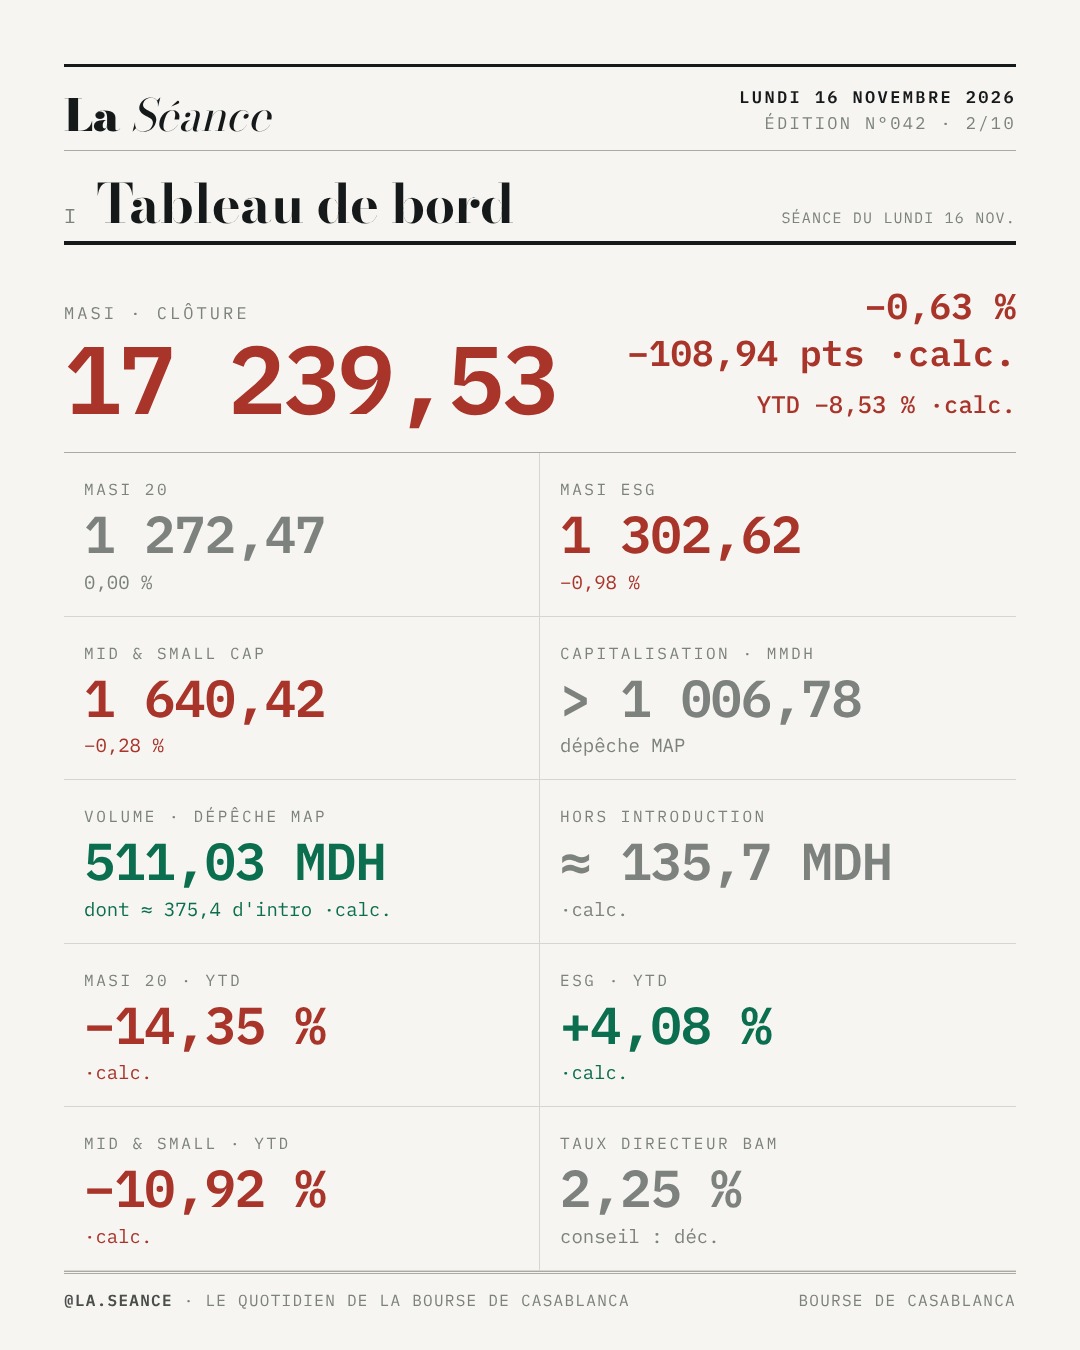 La Séance
LUNDI 16 NOVEMBRE 2026
ÉDITION N°042 · 2/10
I Tableau de bord
SÉANCE DU LUNDI 16 NOV.
MASI · CLÔTURE
17 239,53
−0,63 %
−108,94 pts ·calc.
YTD −8,53 % ·calc.
MASI 20
1 272,47
0,00 %
MASI ESG
1 302,62
−0,98 %
MID & SMALL CAP
1 640,42
−0,28 %
CAPITALISATION · MMDH
> 1 006,78
dépêche MAP
VOLUME · DÉPÊCHE MAP
511,03 MDH
dont ≈ 375,4 d'intro ·calc.
HORS INTRODUCTION
≈ 135,7 MDH
·calc.
MASI 20 · YTD
−14,35 %
·calc.
ESG · YTD
+4,08 %
·calc.
MID & SMALL · YTD
−10,92 %
·calc.
TAUX DIRECTEUR BAM
2,25 %
conseil : déc.
@LA.SEANCE · LE QUOTIDIEN DE LA BOURSE DE CASABLANCA
BOURSE DE CASABLANCA